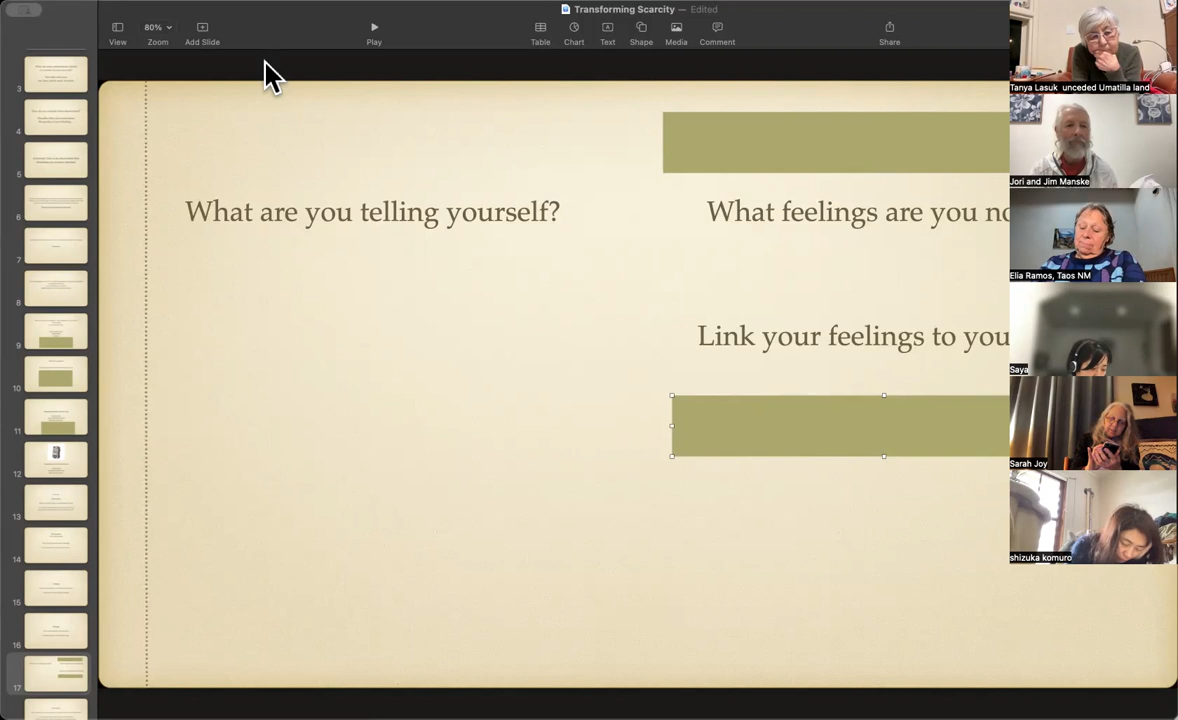 Transforming Scarcity — Edited
80%
View
Zoom
Add Slide
Play
Table
Chart
Text
Shape
Media
Comment
Share
What are you telling yourself?
What feelings are you no
Link your feelings to you
3
4
5
6
7
8
9
10
11
12
13
14
15
16
17
Tanya Lasuk unceded Umatilla land
Jori and Jim Manske
Elia Ramos, Taos NM
Saya
Sarah Joy
shizuka komuro